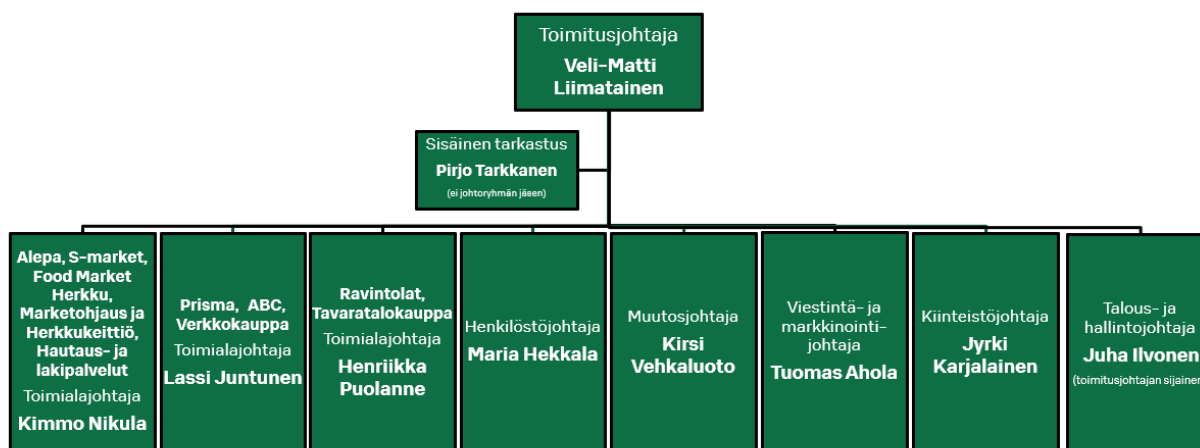 Toimitusjohtaja
Veli-Matti
Liimatainen
Sisäinen tarkastus
Pirjo Tarkkanen
(ei johtoryhmän jäsen)
Alepa, S-market,
Food Market
Herkku,
Marketohjaus ja
Herkkukeittiö,
Hautaus- ja
lakipalvelut
Toimialajohtaja
Kimmo Nikula
Prisma, ABC,
Verkkokauppa
Toimialajohtaja
Lassi Juntunen
Ravintolat,
Tavaratalokauppa
Toimialajohtaja
Henriikka
Puolanne
Henkilöstöjohtaja
Maria Hekkala
Muutosjohtaja
Kirsi
Vehkaluoto
Viestintä- ja
markkinointi-
johtaja
Tuomas Ahola
Kiinteistöjohtaja
Jyrki
Karjalainen
Talous- ja
hallintojohtaja
Juha Ilvonen
(toimitusjohtajan sijainen